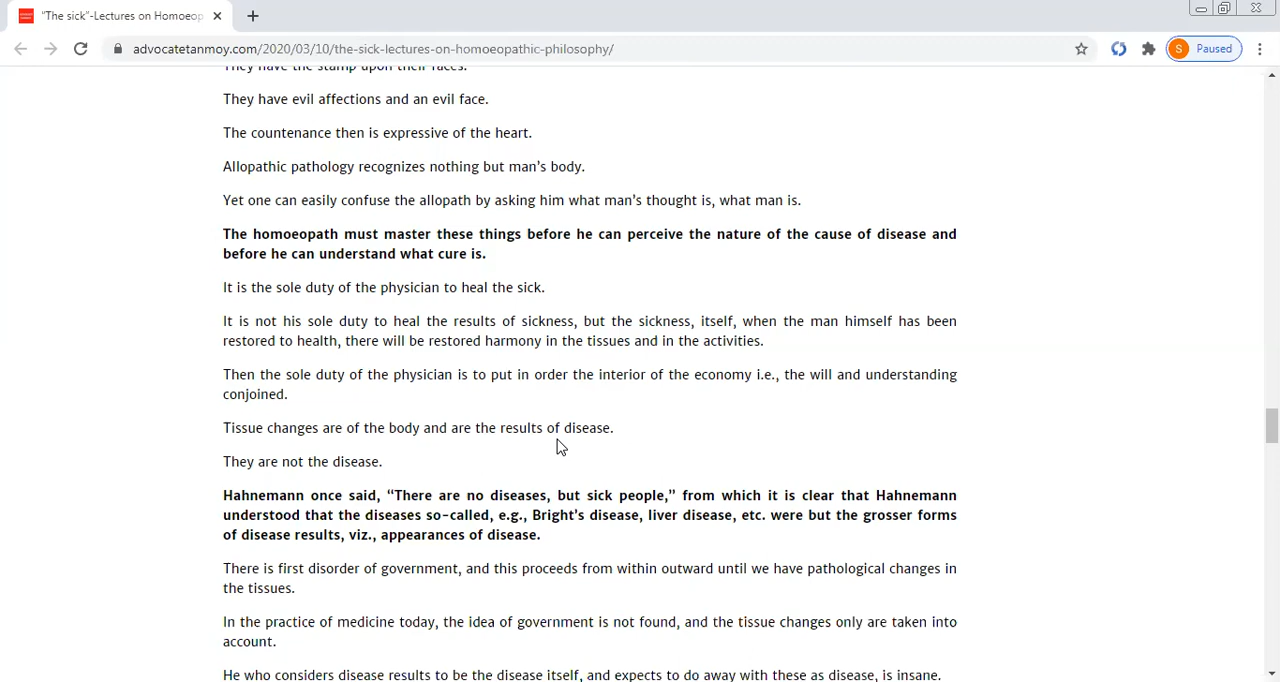 "The sick"-Lectures on Homoeop
advocatetanmoy.com/2020/03/10/the-sick-lectures-on-homoeopathic-philosophy/
S Paused
They have the stamp upon their faces.
They have evil affections and an evil face.
The countenance then is expressive of the heart.
Allopathic pathology recognizes nothing but man's body.
Yet one can easily confuse the allopath by asking him what man's thought is, what man is.
The homoeopath must master these things before he can perceive the nature of the cause of disease and
before he can understand what cure is.
It is the sole duty of the physician to heal the sick.
It is not his sole duty to heal the results of sickness, but the sickness, itself, when the man himself has been
restored to health, there will be restored harmony in the tissues and in the activities.
Then the sole duty of the physician is to put in order the interior of the economy i.e., the will and understanding
conjoined.
Tissue changes are of the body and are the results of disease.
They are not the disease.
Hahnemann once said, “There are no diseases, but sick people,” from which it is clear that Hahnemann
understood that the diseases so-called, e.g., Bright's disease, liver disease, etc. were but the grosser forms
of disease results, viz., appearances of disease.
There is first disorder of government, and this proceeds from within outward until we have pathological changes in
the tissues.
In the practice of medicine today, the idea of government is not found, and the tissue changes only are taken into
account.
He who considers disease results to be the disease itself, and expects to do away with these as disease, is insane.